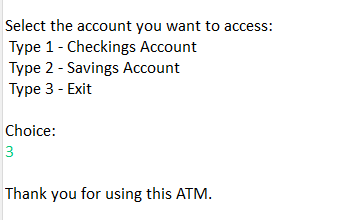 Select the account you want to access:
Type 1 - Checkings Account
Type 2 - Savings Account
Type 3 - Exit
Choice:
3
Thank you for using this ATM.